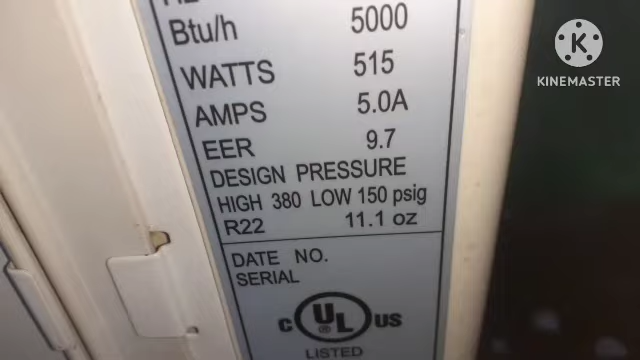 Btu/h 5000
WATTS 515
AMPS 5.0A
EER 9.7
DESIGN PRESSURE
HIGH 380 LOW 150 psig
R22 11.1 oz
DATE NO.
SERIAL
C UL ® US
LISTED
K
KINEMASTER